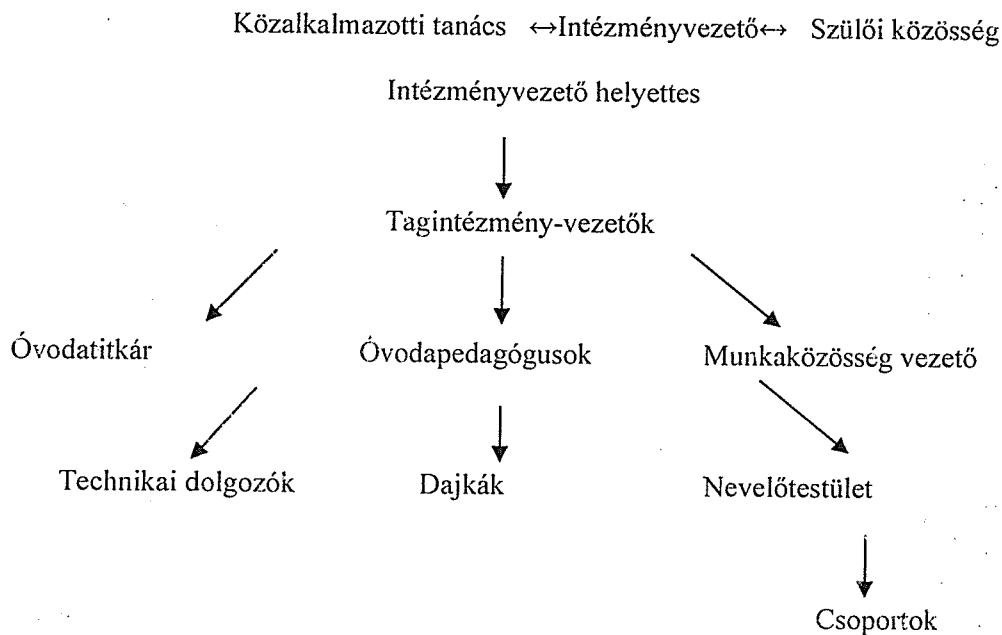 Közalkalmazotti tanács ↔Intézményvezető↔ Szülői közösség
Intézményvezető helyettes
Tagintézmény-vezetők
Óvodatitkár Óvodapedagógusok Munkaközösség vezető
Technikai dolgozók Dajkák Nevelőtestület
Csoportok